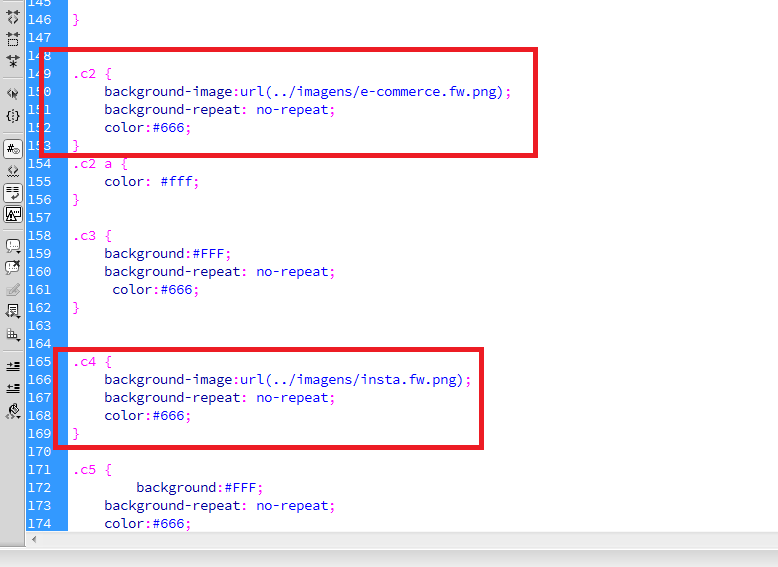 145
146 }
147
148
149 .c2 {
150 background-image:url(../imagens/e-commerce.fw.png);
151 background-repeat: no-repeat;
152 color:#666;
153 }
154 .c2 a {
155 color: #fff;
156 }
157
158 .c3 {
159 background:#FFF;
160 background-repeat: no-repeat;
161 color:#666;
162 }
163
164
165 .c4 {
166 background-image:url(../imagens/insta.fw.png);
167 background-repeat: no-repeat;
168 color:#666;
169 }
170
171 .c5 {
172 background:#FFF;
173 background-repeat: no-repeat;
174 color:#666;